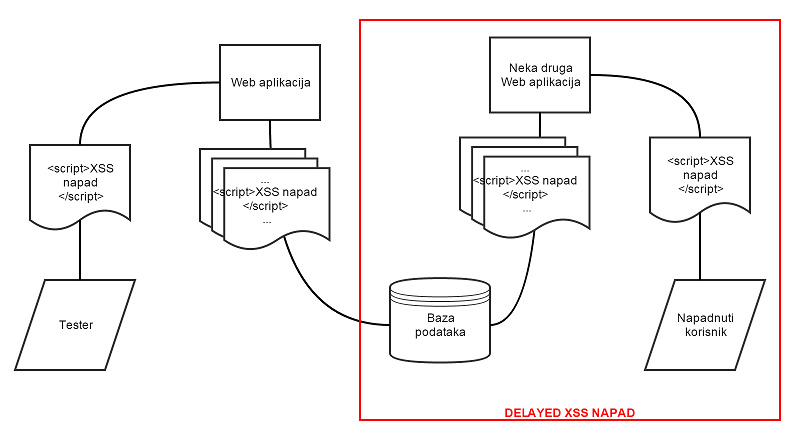 Web aplikacija
Neka druga
Web aplikacija
<script>XSS
napad
</script>
...
<script>XSS napad
</script>
...
...
<script>XSS napad
</script>
...
<script>XSS
napad
</script>
Tester
Baza
podataka
Napadnuti
korisnik
DELAYED XSS NAPAD